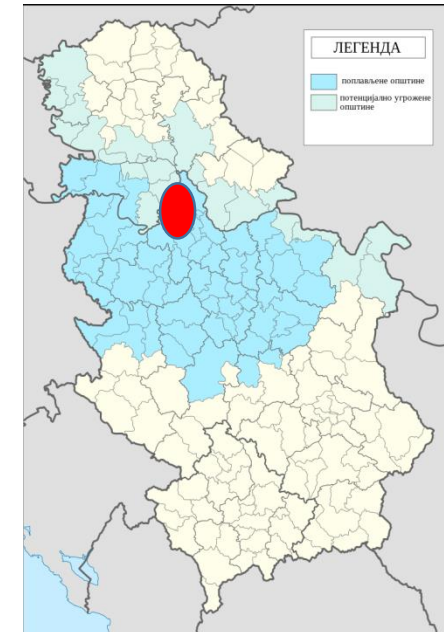 ЛЕГЕНДА
поплављене општине
потенцијално угрожене
општине